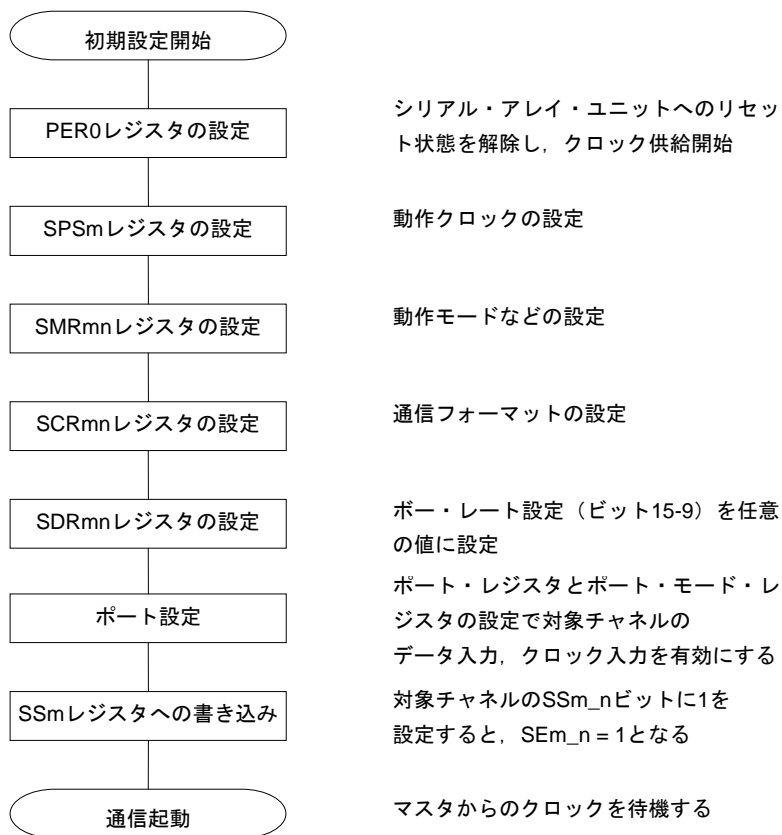 初期設定開始
PER0レジスタの設定
シリアル・アレイ・ユニットへのリセッ
ト状態を解除し，クロック供給開始
SPSmレジスタの設定
動作クロックの設定
SMRmnレジスタの設定
動作モードなどの設定
SCRmnレジスタの設定
通信フォーマットの設定
SDRmnレジスタの設定
ボー・レート設定（ビット15-9）を任意
の値に設定
ポート設定
ポート・レジスタとポート・モード・レ
ジスタの設定で対象チャネルの
データ入力，クロック入力を有効にする
SSmレジスタへの書き込み
対象チャネルのSSm_nビットに1を
設定すると，SEm_n = 1となる
通信起動
マスタからのクロックを待機する